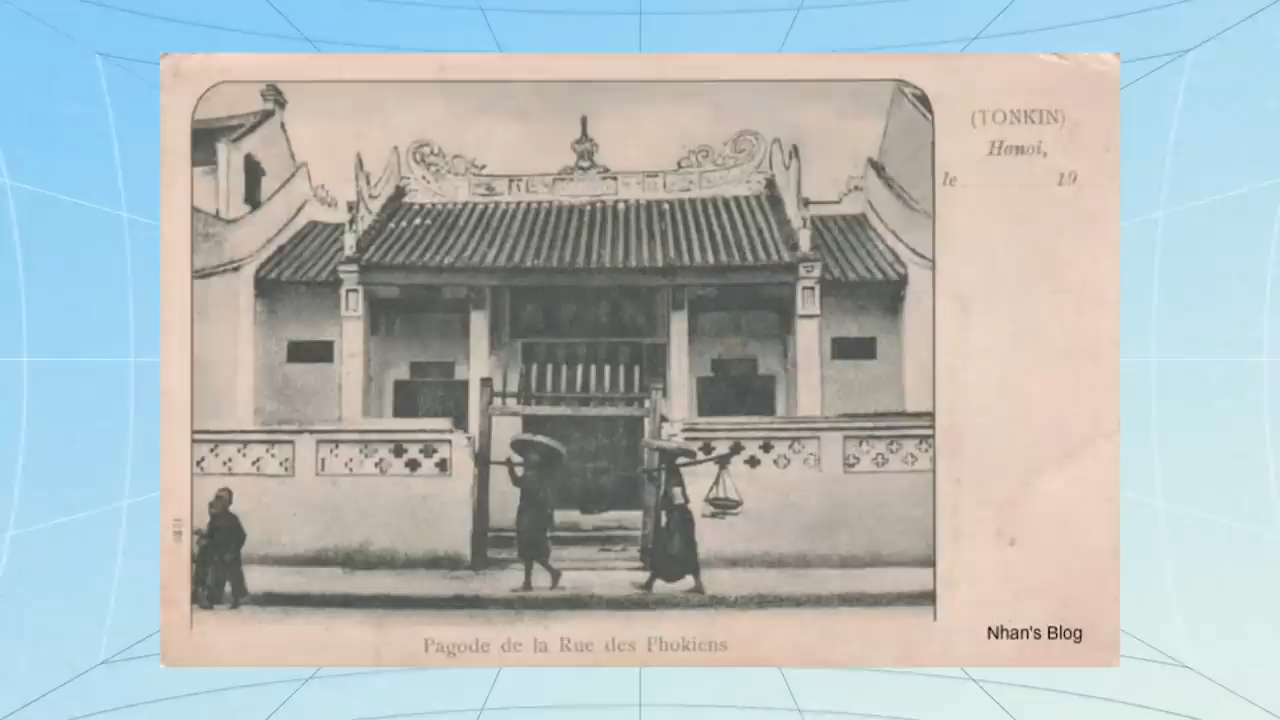 (TONKIN)
Hanoi,
le 19
Pagode de la Rue des Phokiens
Nhan's Blog